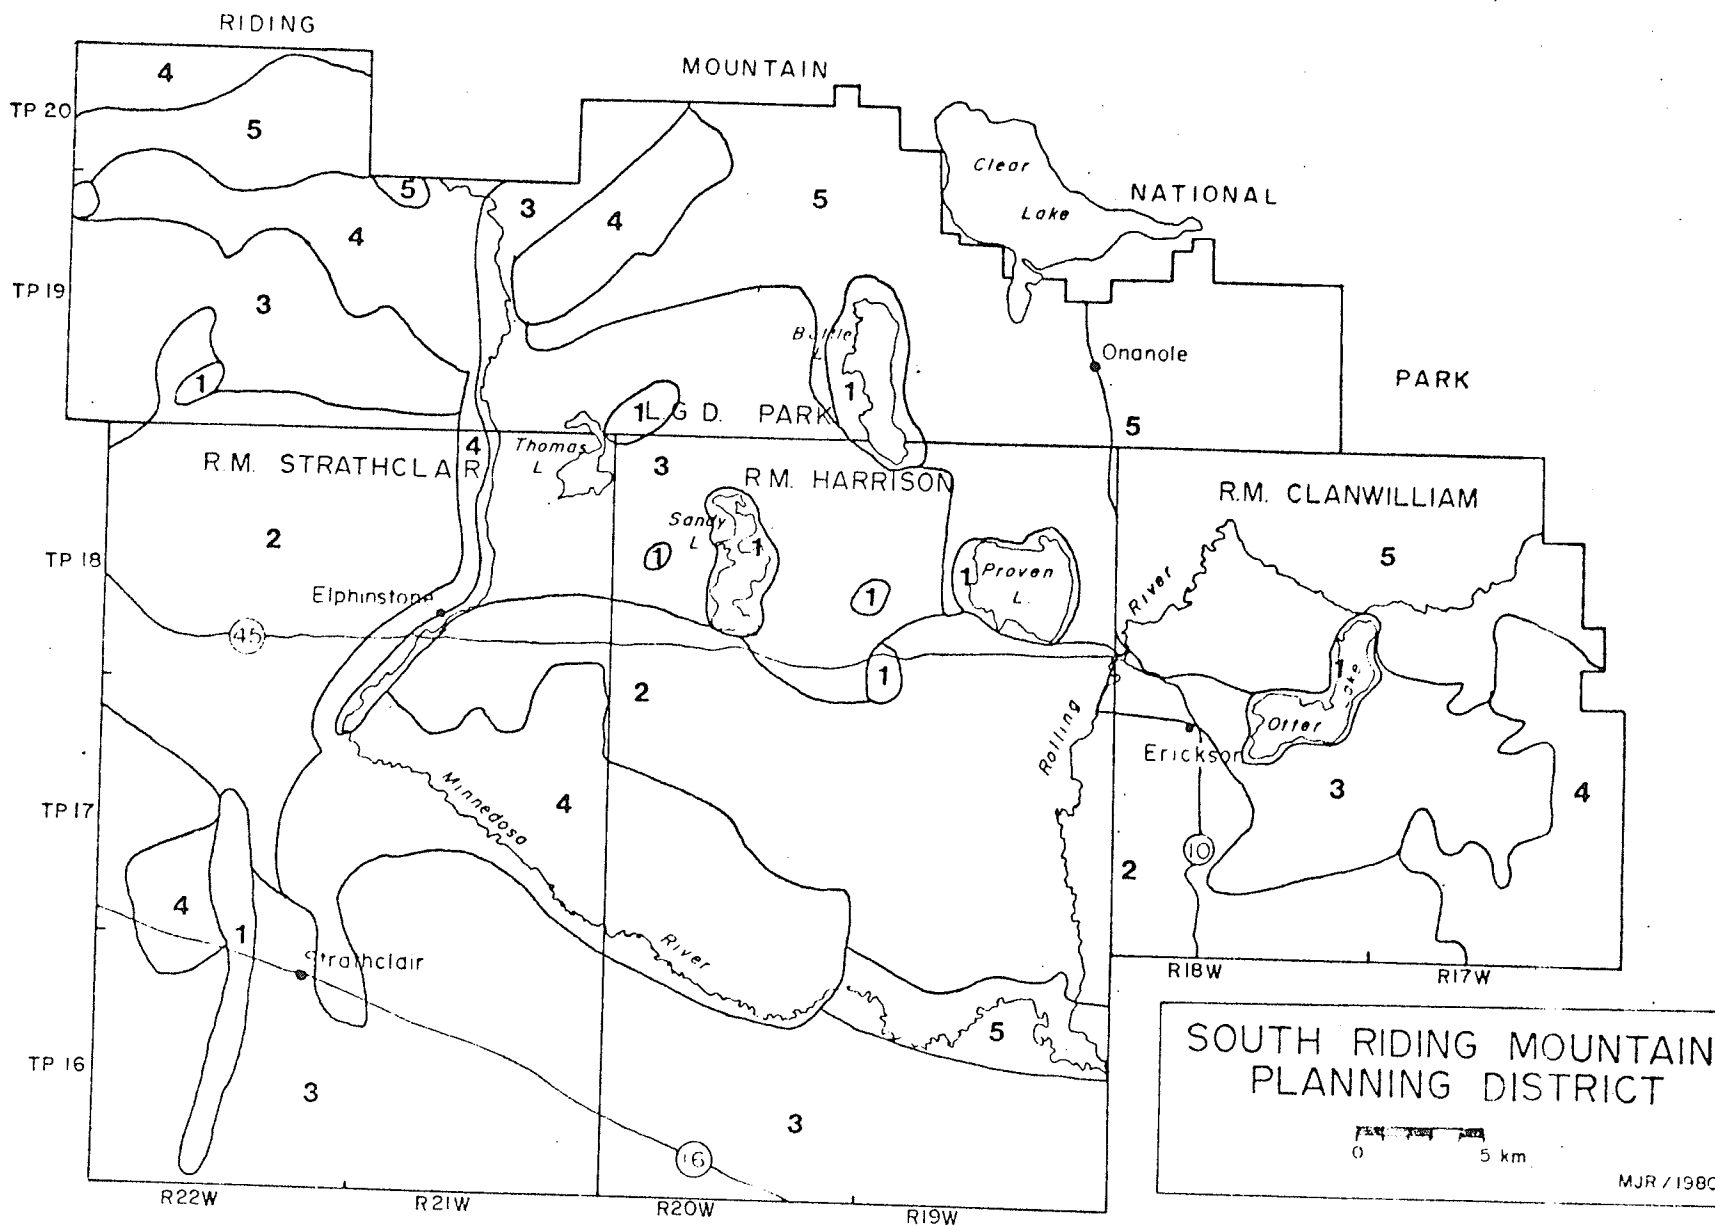 RIDING
MOUNTAIN
4
TP 20
5
Clear
NATIONAL
5
5
3
4
Lake
4
TP 19
3
Onanole
L
PARK
1
1
1
L.G D. PARK
5
4
Thomas
L
3
R.M. STRATHCLAIR
R.M. HARRISON
R.M. CLANWILLIAM
Sandy
L
2
1
1
5
TP 18
1
Proven
L.
River
Elphinstone
1
45
1
1
2
Lake
Otter
Rolling
Erickson
Minnedosa
4
3
4
TP 17
10
2
4
1
River
Strathclair
R18W
R17W
5
TP 16
3
3
16
R22W
R21W
R20W
R19W
SOUTH RIDING MOUNTAIN
PLANNING DISTRICT
0 5 km
MJR / 1980